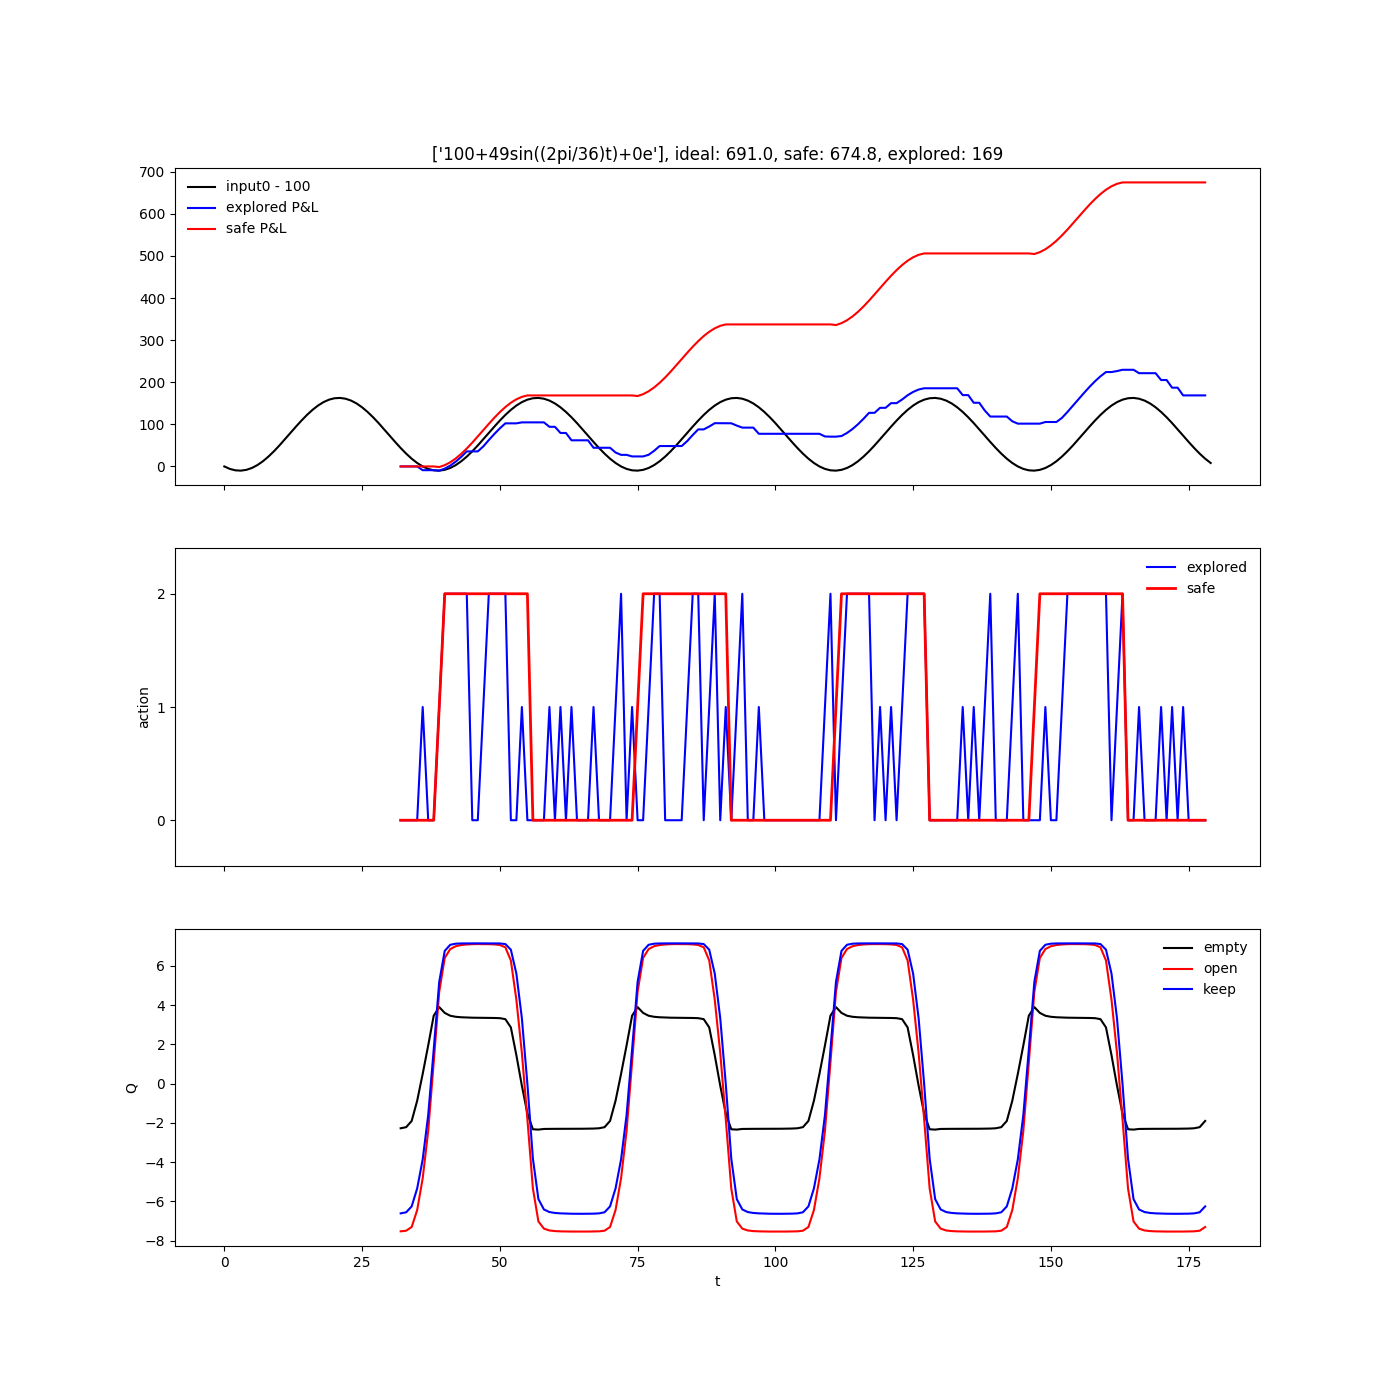 ['100+49sin((2pi/36)t)+0e'], ideal: 691.0, safe: 674.8, explored: 169
700
600
500
400
300
200
100
0
input0 - 100
explored P&L
safe P&L
action
2
1
0
explored
safe
Q
6
4
2
0
−2
−4
−6
−8
empty
open
keep
0 25 50 75 100 125 150 175
t